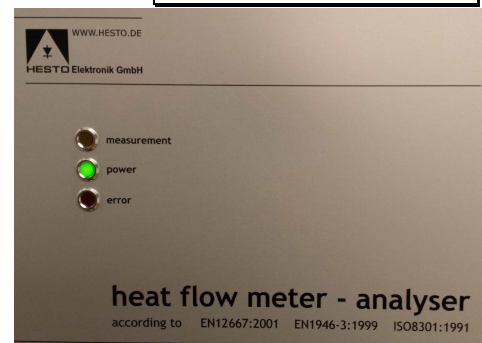 WWW.HESTO.DE
HESTO Elektronik GmbH
measurement
power
error
heat flow meter - analyser
according to EN12667:2001 EN1946-3:1999 ISO8301:1991